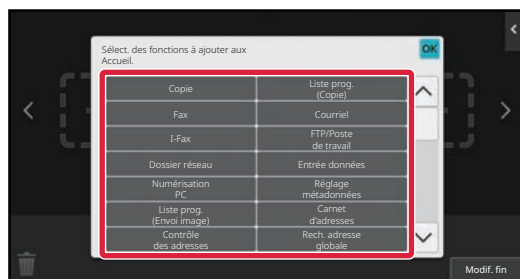 Sélect. des fonctions à ajouter aux
Accueil.
OK
Copie
Liste prog.
(Copie)
Fax
Courriel
I-Fax
FTP/Poste
de travail
Dossier réseau
Entrée données
Numérisation
PC
Réglage
métadonnées
Liste prog.
(Envoi image)
Carnet
d'adresses
Contrôle
des adresses
Rech. adresse
globale
Modif. fin